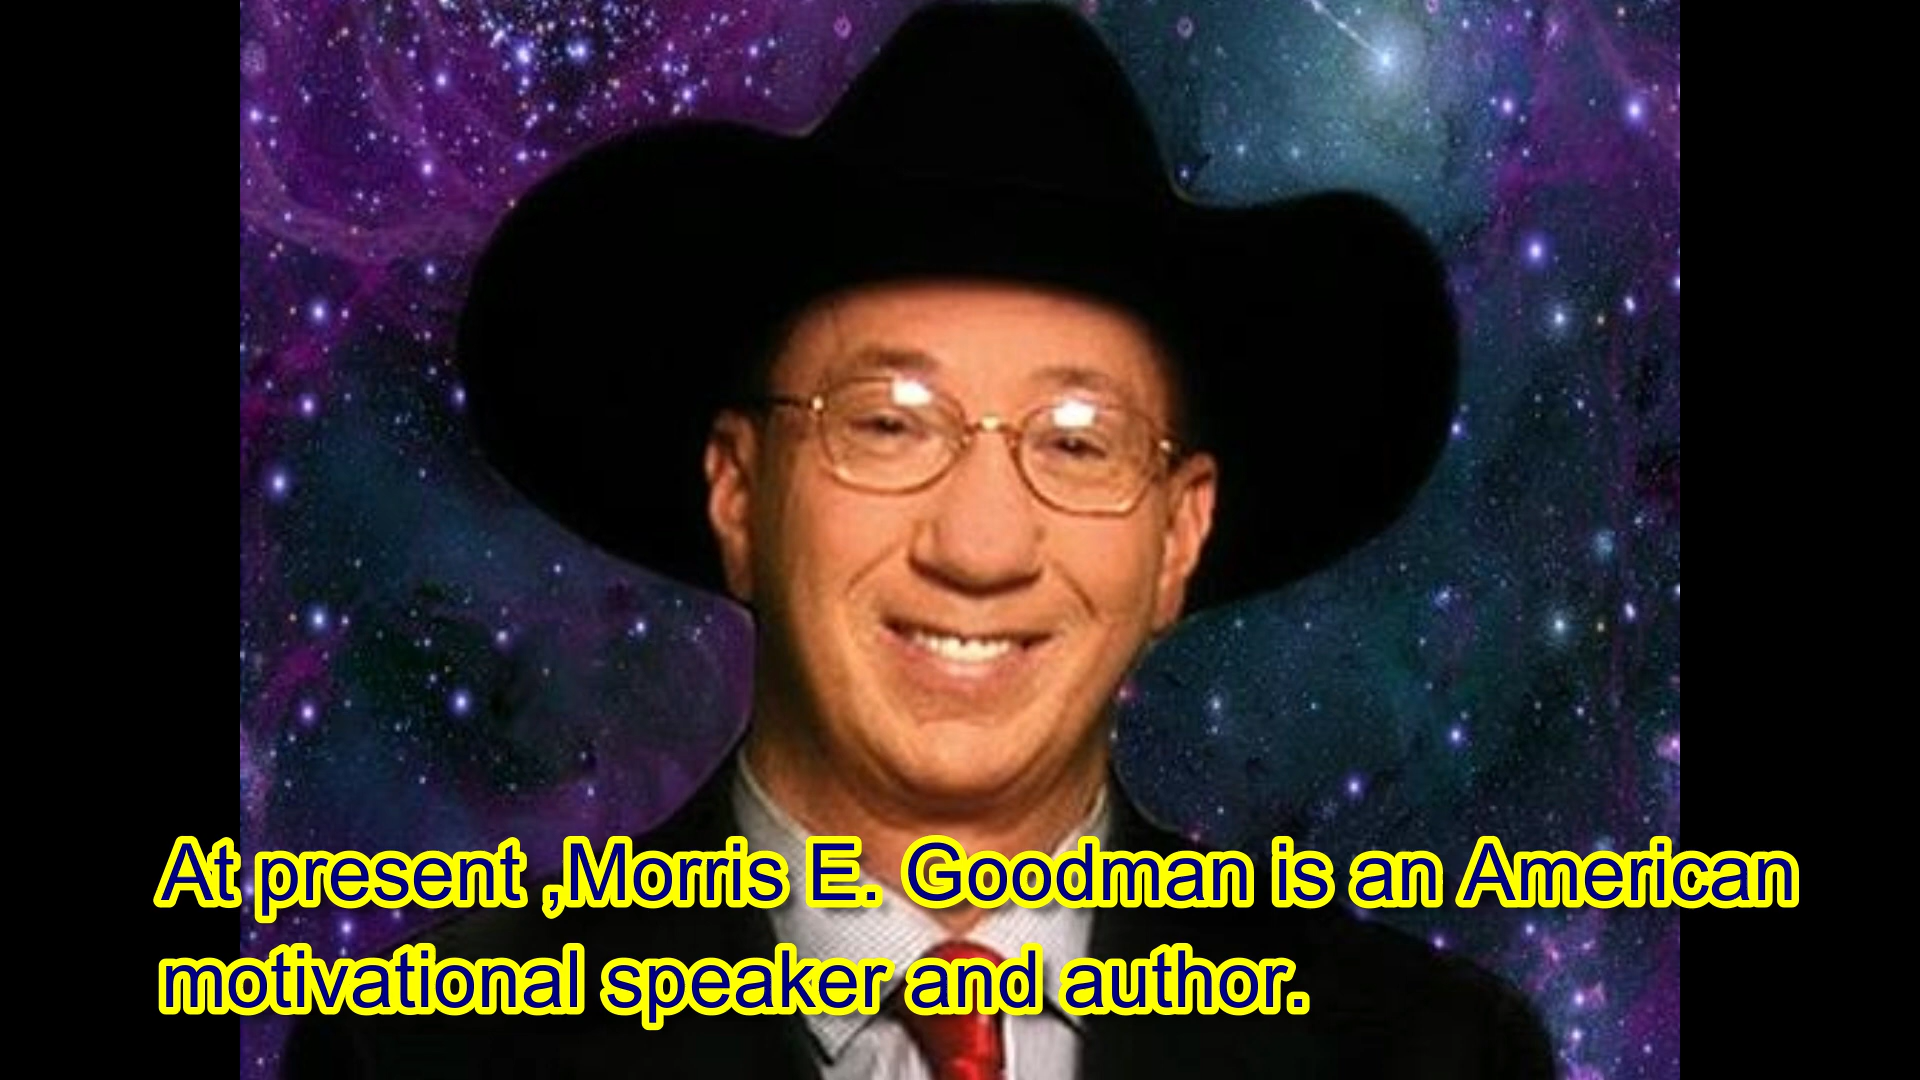 At present ,Morris E. Goodman is an American
motivational speaker and author.